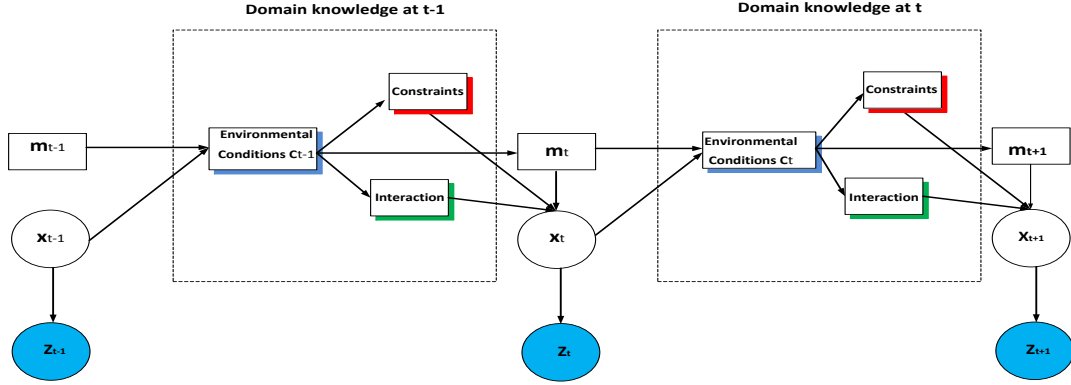 Domain knowledge at t-1
Domain knowledge at t
Constraints
Constraints
mt-1
Environmental
Conditions Ct-1
mt
Environmental
Conditions Ct
mt+1
Interaction
Interaction
xt-1
xt
Xt+1
Zt-1
Zt
Zt+1